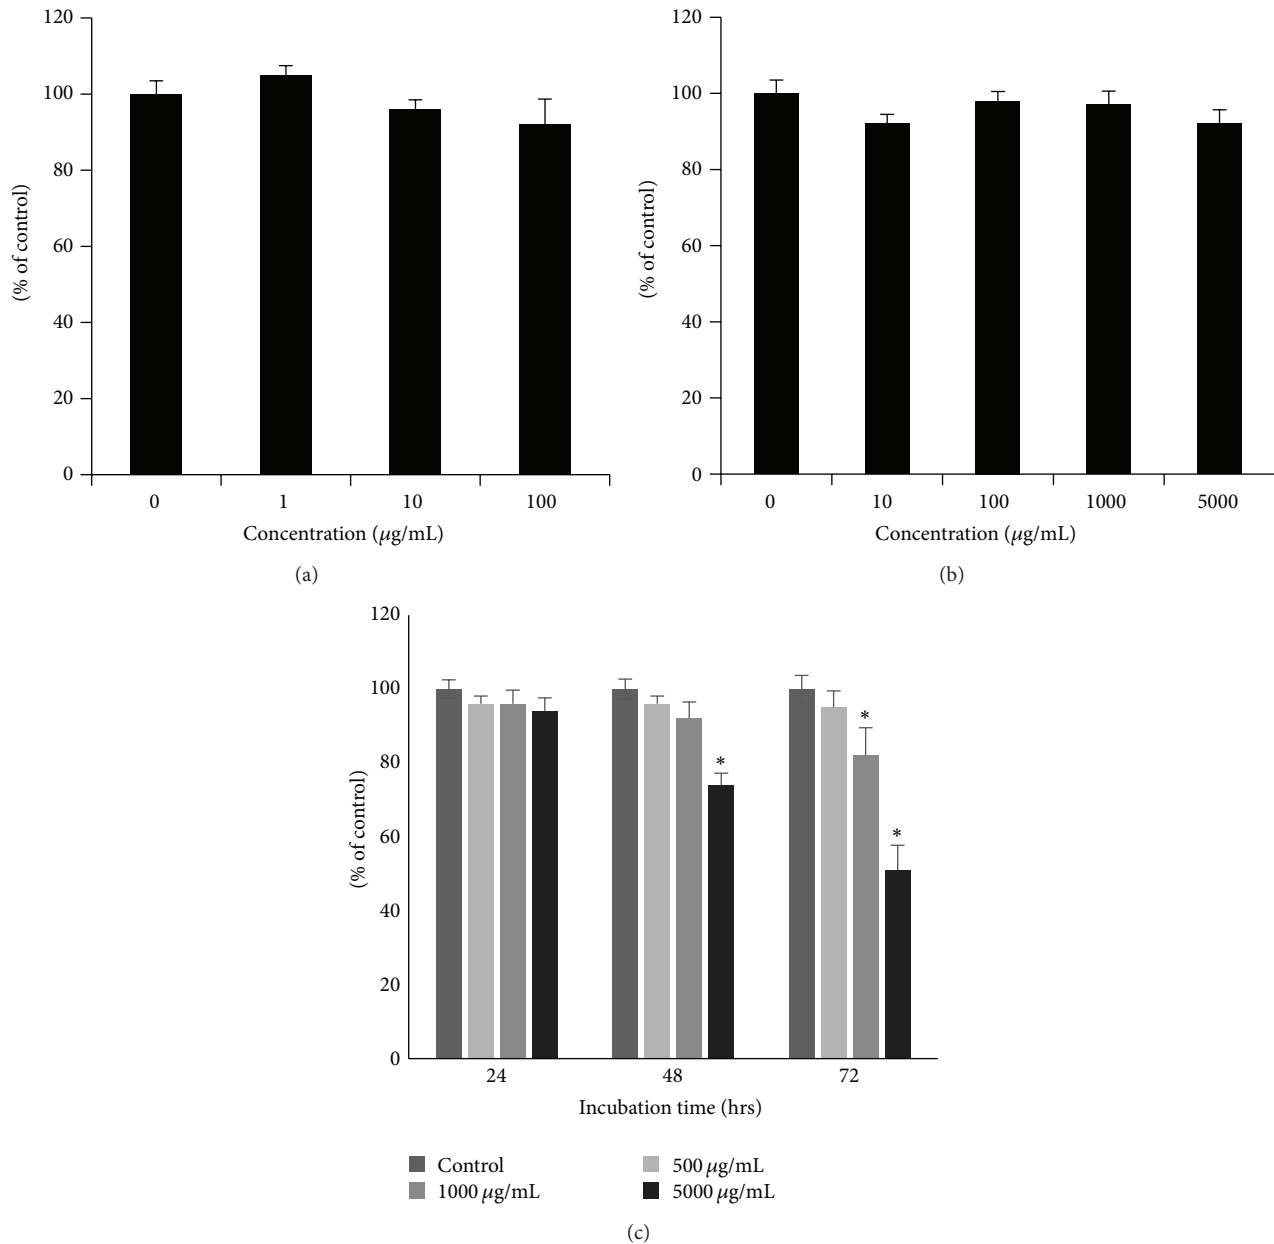 120
100
80
60
40
20
0
(% of control)
0 1 10 100
Concentration (μg/mL)
(a)
120
100
80
60
40
20
0
(% of control)
0 10 100 1000 5000
Concentration (μg/mL)
(b)
120
100
80
60
40
20
0
(% of control)
*
*
*
24 48 72
Incubation time (hrs)
Control 500 μg/mL
1000 μg/mL 5000 μg/mL
(c)